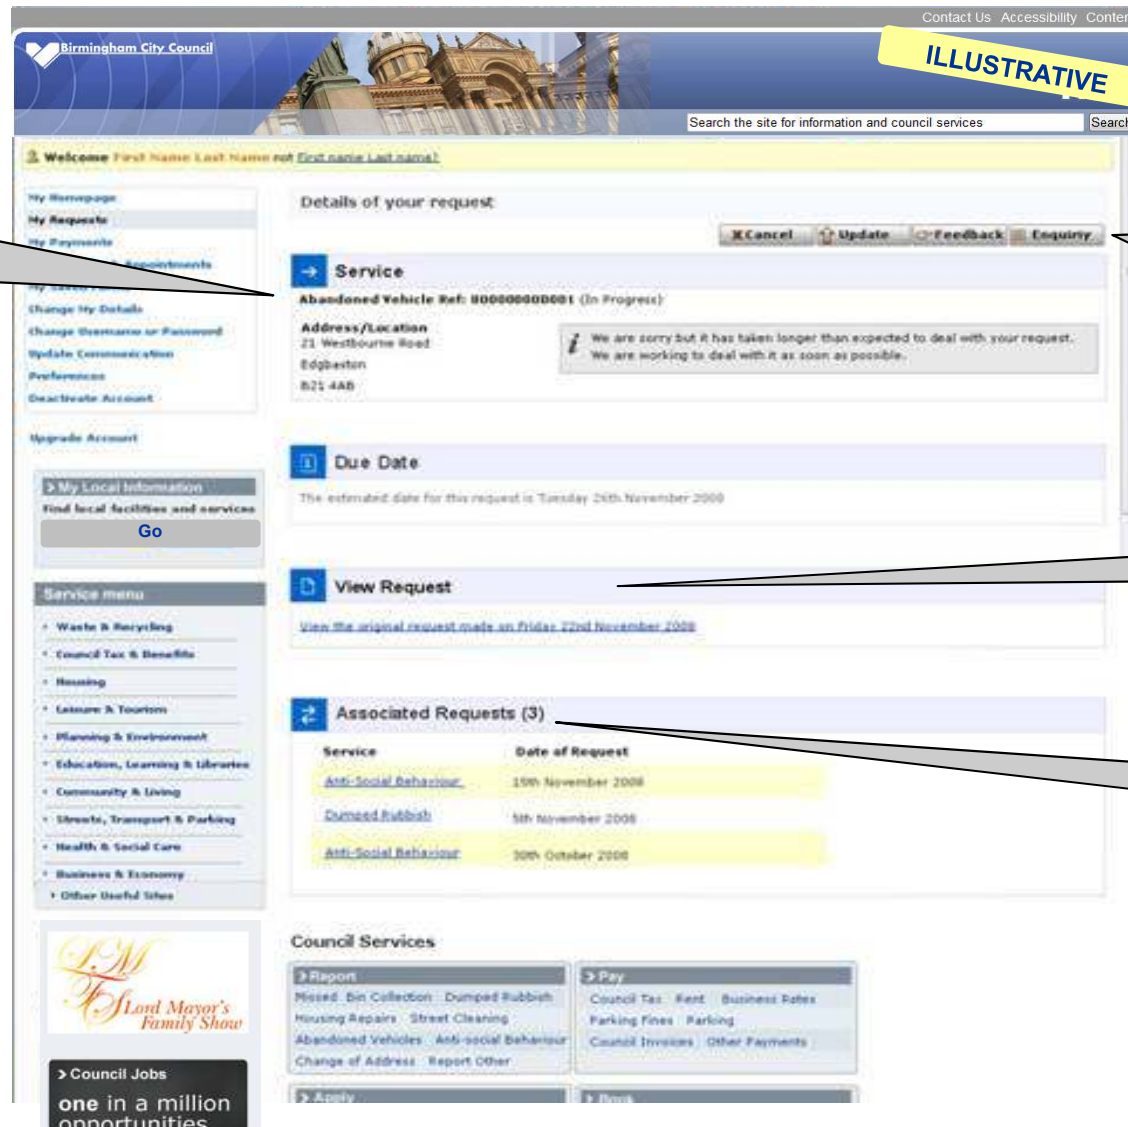 Contact Us Accessibility
Birmingham City Council
ILLUSTRATIVE
Search the site for information and council services
Search
Welcome First Name Last Name not First name Last name?
My Homepage
My Requests
My Payments
Appointments
Change My Details
Change Username or Password
Update Communication
Preferences
Deactivate Account
Upgrade Account
> My Local Information
Find local facilities and services
Go
Service menu
Waste & Recycling
Council Tax & Benefits
Housing
Leisure & Tourism
Planning & Environment
Education, Learning & Libraries
Community & Living
Streets, Transport & Parking
Health & Social Care
Business & Economy
Other Useful Sites
LM
FS Lord Mayor's
Family Show
> Council Jobs
one in a million
opportunities
Details of your request
Cancel Update Feedback Enquiry
Service
Abandoned Vehicle Ref: (In Progress)
Address/Location
21 Westbourne Road
Edgbaston
B21 4AB
i We are sorry but it has taken longer than expected to deal with your request.
We are working to deal with it as soon as possible.
Due Date
The estimated date for this request is Tuesday 26th November 2008
View Request
View the original request made on Friday 22nd November 2008
Associated Requests (3)
Service Date of Request
Anti-Social Behaviour 15th November 2008
Dumped Rubbish 5th November 2008
Anti-Social Behaviour 30th October 2008
Council Services
> Report
Missed Bin Collection Dumped Rubbish
Housing Repairs Street Cleaning
Abandoned Vehicles Anti-social Behaviour
Change of Address Report Other
> Pay
Council Tax Rent Business Rates
Parking Fines Parking
Council Invoices Other Payments
> Apply
> Book